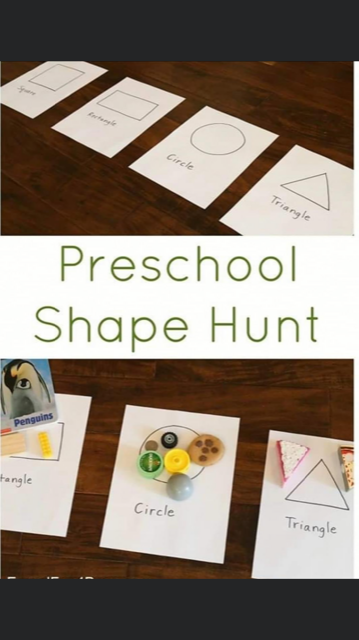 Square
Rectangle
Circle
Triangle
Preschool
Shape Hunt
Penguins
tangle
Circle
Triangle